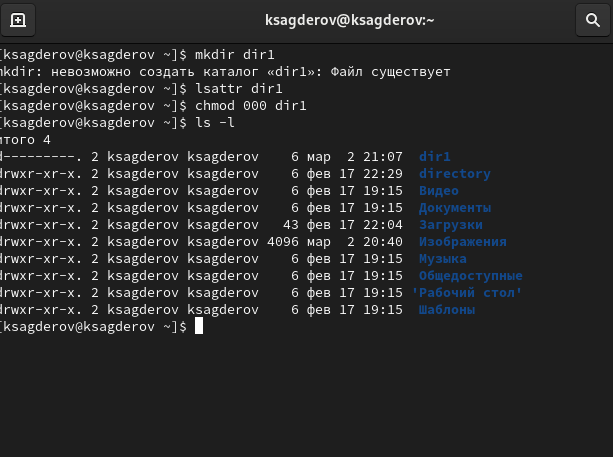 ksagderov@ksagderov:~
[ksagderov@ksagderov ~]$ mkdir dir1
mkdir: невозможно создать каталог «dir1»: Файл существует
[ksagderov@ksagderov ~]$ lsattr dir1
[ksagderov@ksagderov ~]$ chmod 000 dir1
[ksagderov@ksagderov ~]$ ls -l
итого 4
d---------. 2 ksagderov ksagderov    6 мар  2 21:07  dir1
drwxr-xr-x. 2 ksagderov ksagderov    6 фев 17 22:29  directory
drwxr-xr-x. 2 ksagderov ksagderov    6 фев 17 19:15  Видео
drwxr-xr-x. 2 ksagderov ksagderov    6 фев 17 19:15  Документы
drwxr-xr-x. 2 ksagderov ksagderov   43 фев 17 22:04  Загрузки
drwxr-xr-x. 2 ksagderov ksagderov 4096 мар  2 20:40  Изображения
drwxr-xr-x. 2 ksagderov ksagderov    6 фев 17 19:15  Музыка
drwxr-xr-x. 2 ksagderov ksagderov    6 фев 17 19:15  Общедоступные
drwxr-xr-x. 2 ksagderov ksagderov    6 фев 17 19:15 'Рабочий стол'
drwxr-xr-x. 2 ksagderov ksagderov    6 фев 17 19:15  Шаблоны
[ksagderov@ksagderov ~]$